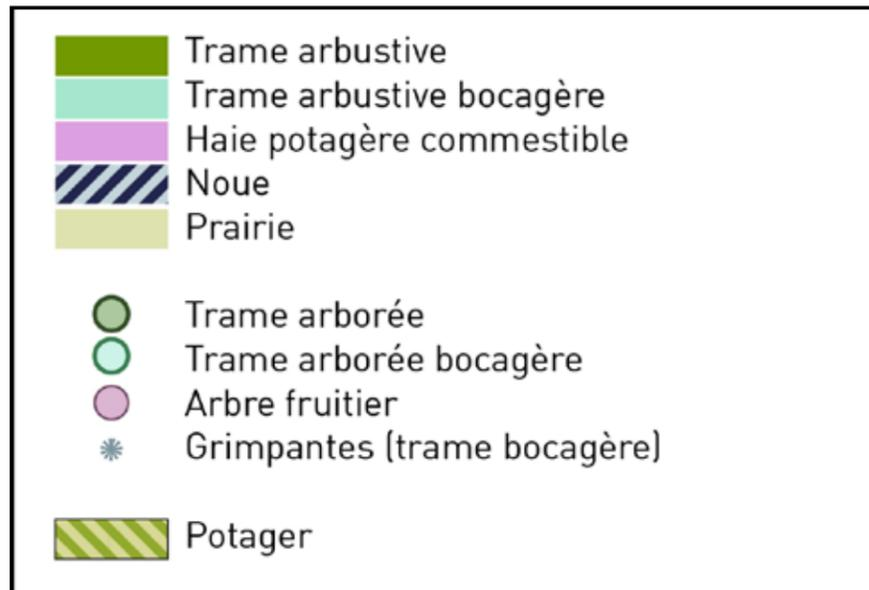 Trame arbustive
Trame arbustive bocagère
Haie potagère commestible
Noue
Prairie
Trame arborée
Trame arborée bocagère
Arbre fruitier
Grimpantes (trame bocagère)
Potager